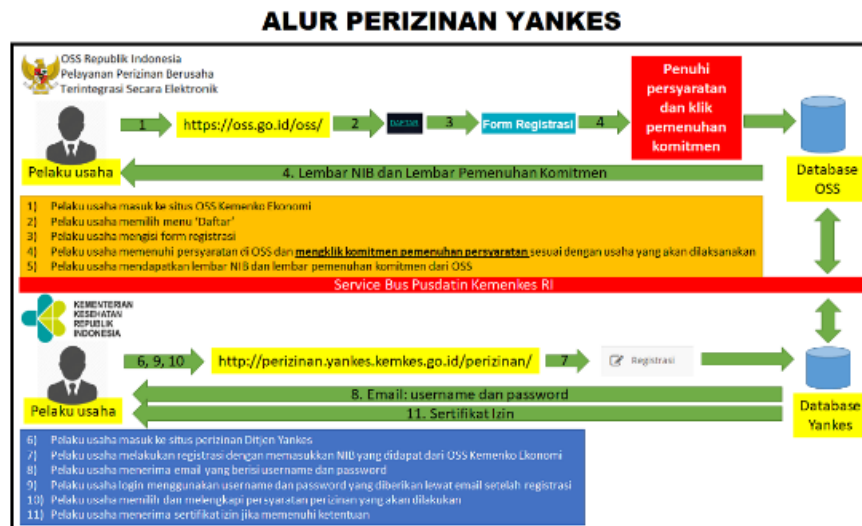 ALUR PERIZINAN YANKES
OSS Republik Indonesia
Pelayanan Perizinan Berusaha
Terintegrasi Secara Elektronik
Pelaku usaha
1
https://oss.go.id/oss/
2
DAFTAR
3
Form Registrasi
4
Penuhi
persyaratan
dan klik
pemenuhan
komitmen
Database
OSS
4. Lembar NIB dan Lembar Pemenuhan Komitmen
1) Pelaku usaha masuk ke situs OSS Kemenko Ekonomi
2) Pelaku usaha memilih menu 'Daftar'
3) Pelaku usaha mengisi form registrasi
4) Pelaku usaha memenuhi persyaratan di OSS dan mengklik komitmen pemenuhan persyaratan sesuai dengan usaha yang akan dilaksanakan
5) Pelaku usaha mendapatkan lembar NIB dan lembar pemenuhan komitmen dari OSS
Service Bus Pusdatin Kemenkes RI
KEMENTERIAN
KESEHATAN
REPUBLIK
INDONESIA
Pelaku usaha
6, 9, 10
http://perizinan.yankes.kemkes.go.id/perizinan/
7
Registrasi
Database
Yankes
8. Email: username dan password
11. Sertifikat Izin
6) Pelaku usaha masuk ke situs perizinan Ditjen Yankes
7) Pelaku usaha melakukan registrasi dengan memasukkan NIB yang didapat dari OSS Kemenko Ekonomi
8) Pelaku usaha menerima email yang berisi username dan password
9) Pelaku usaha login menggunakan username dan password yang diberikan lewat email setelah registrasi
10) Pelaku usaha memilih dan melengkapi persyaratan perizinan yang akan dilakukan
11) Pelaku usaha menerima sertifikat izin jika memenuhi ketentuan